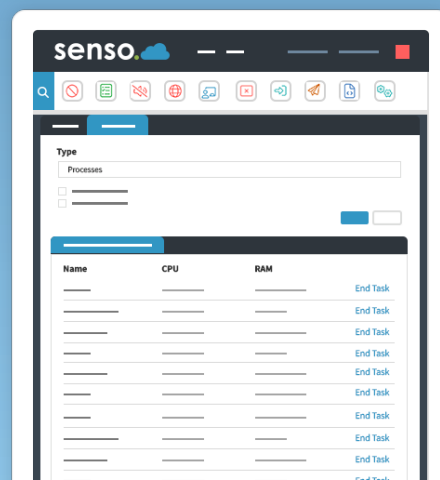 senso.
Type
Processes
Name CPU RAM
End Task
End Task
End Task
End Task
End Task
End Task
End Task
End Task
End Task
End Task